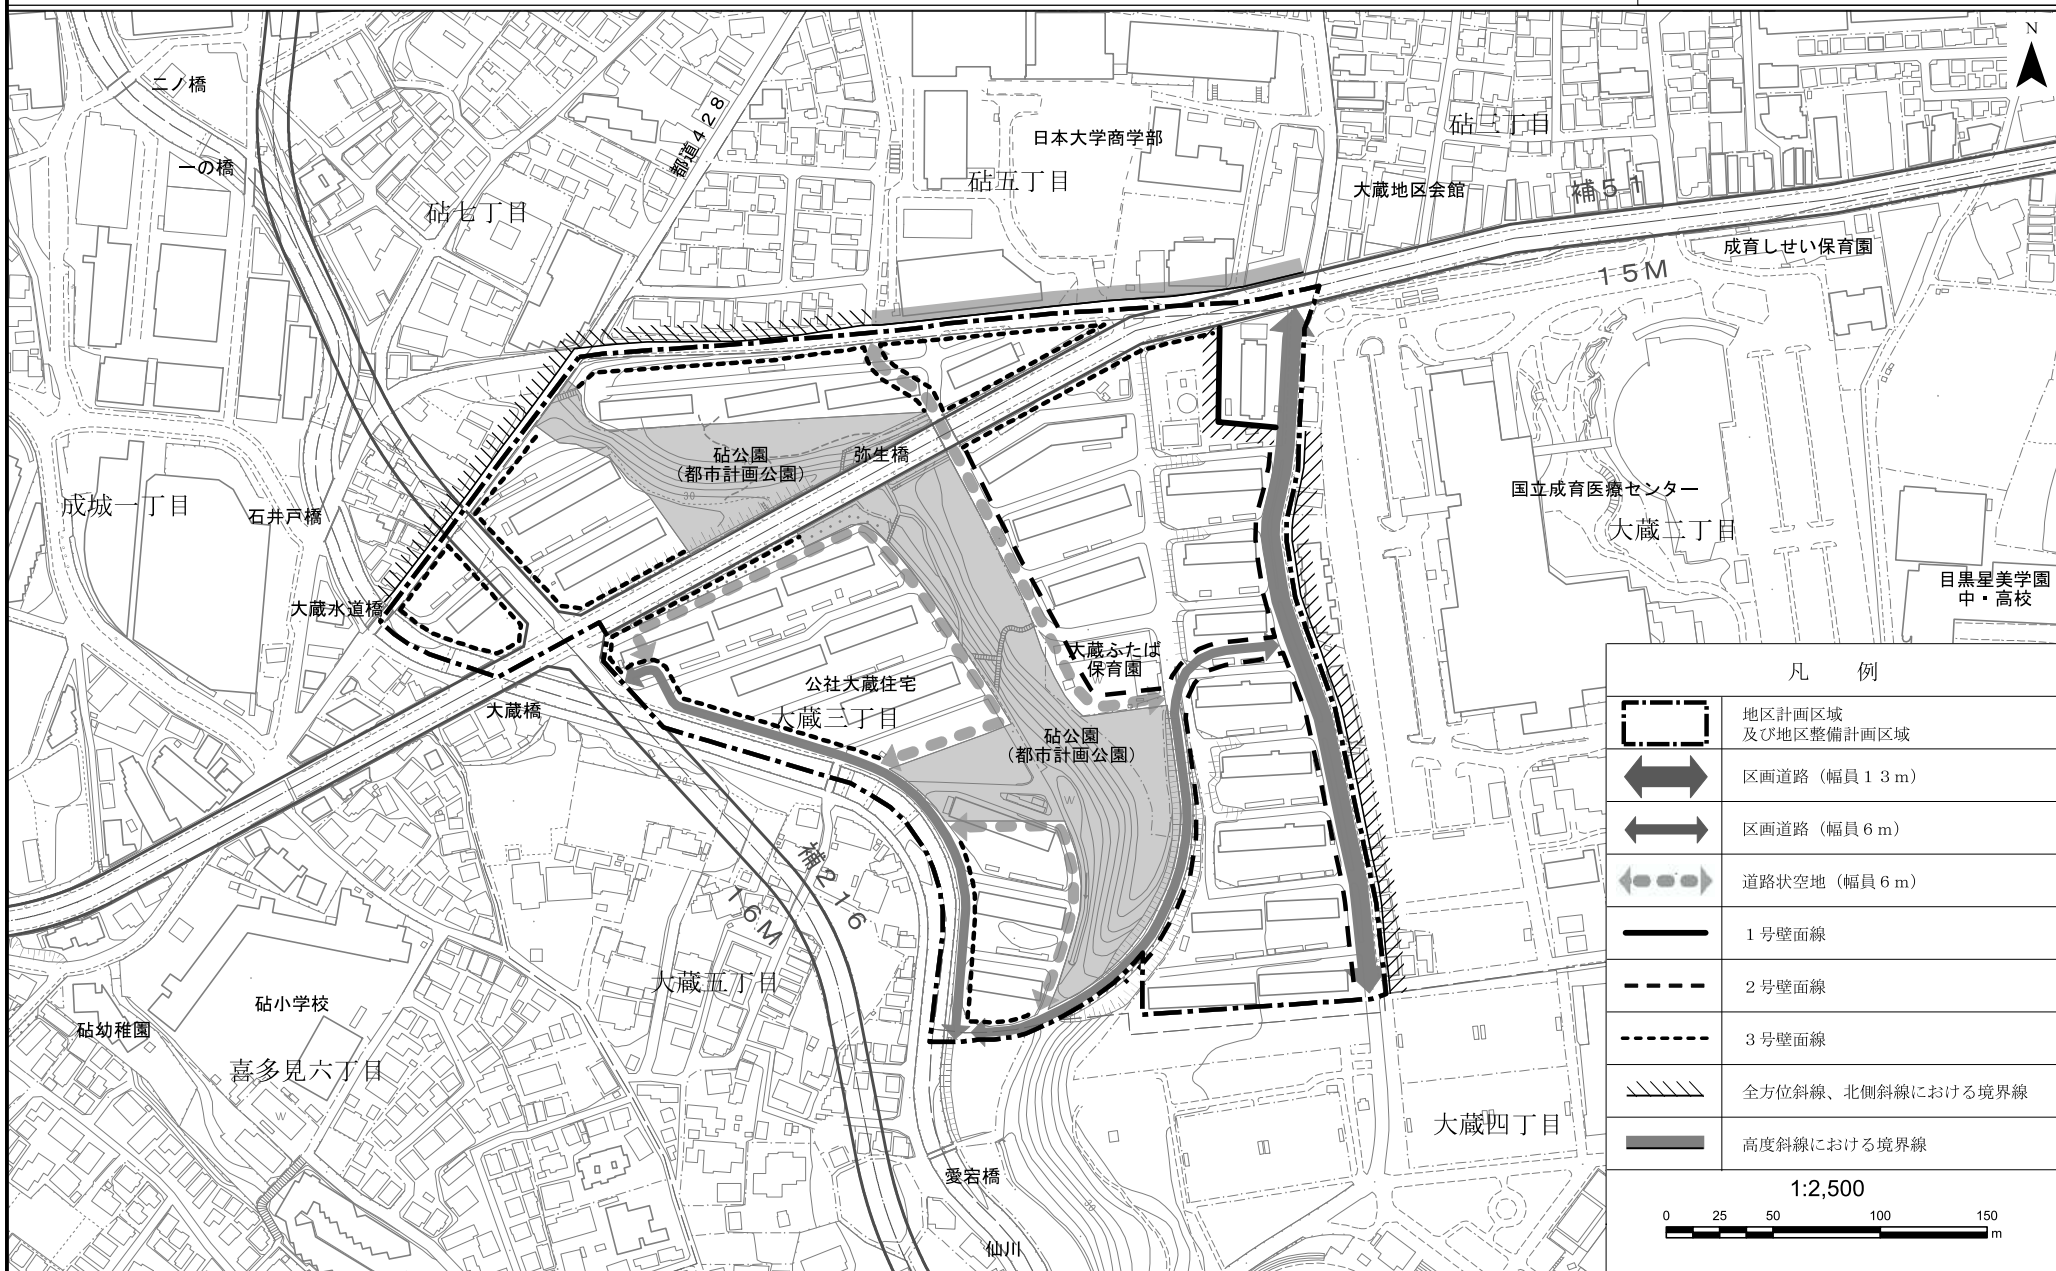 N
二ノ橋
一の橋
都道428
砧七丁目
日本大学商学部
砧五丁目
砧三丁目
大蔵地区会館
補51
15M
成育しせい保育園
砧公園
(都市計画公園)
弥生橋
30
成城一丁目
石井戸橋
大蔵水道橋
国立成育医療センター
大蔵二丁目
目黒星美学園
中・高校
大蔵ふたば
保育園
公社大蔵住宅
大蔵三丁目
大蔵橋
砧公園
(都市計画公園)
W
30
補216
16M
大蔵五丁目
砧小学校
砧幼稚園
喜多見六丁目
W
大蔵四丁目
愛宕橋
30
仙川
凡 例
地区計画区域
及び地区整備計画区域
区画道路（幅員13m）
区画道路（幅員6m）
道路状空地（幅員6m）
1号壁面線
2号壁面線
3号壁面線
全方位斜線、北側斜線における境界線
高度斜線における境界線
1:2,500
0 25 50 100 150
m